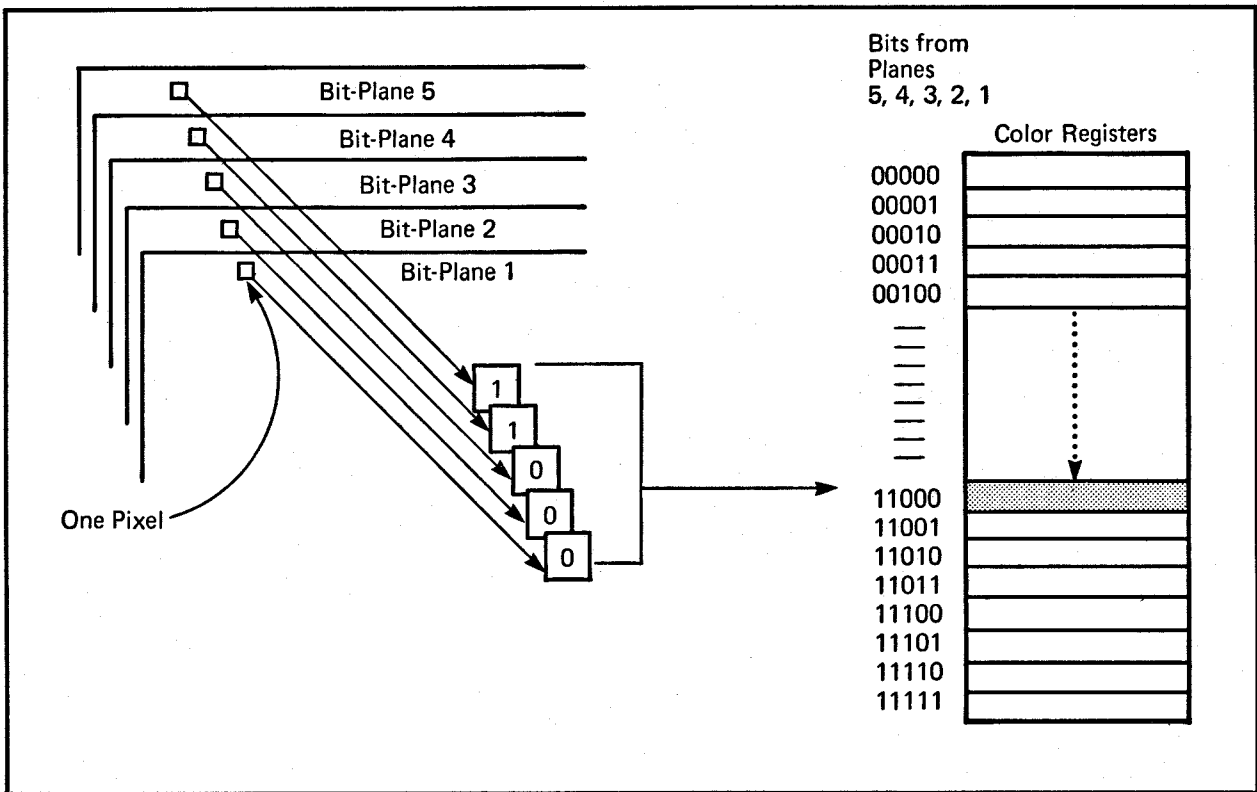 Bit-Plane 5
Bit-Plane 4
Bit-Plane 3
Bit-Plane 2
Bit-Plane 1
One Pixel
1
1
0
0
0
Bits from
Planes
5, 4, 3, 2, 1
Color Registers
00000
00001
00010
00011
00100
11000
11001
11010
11011
11100
11101
11110
11111